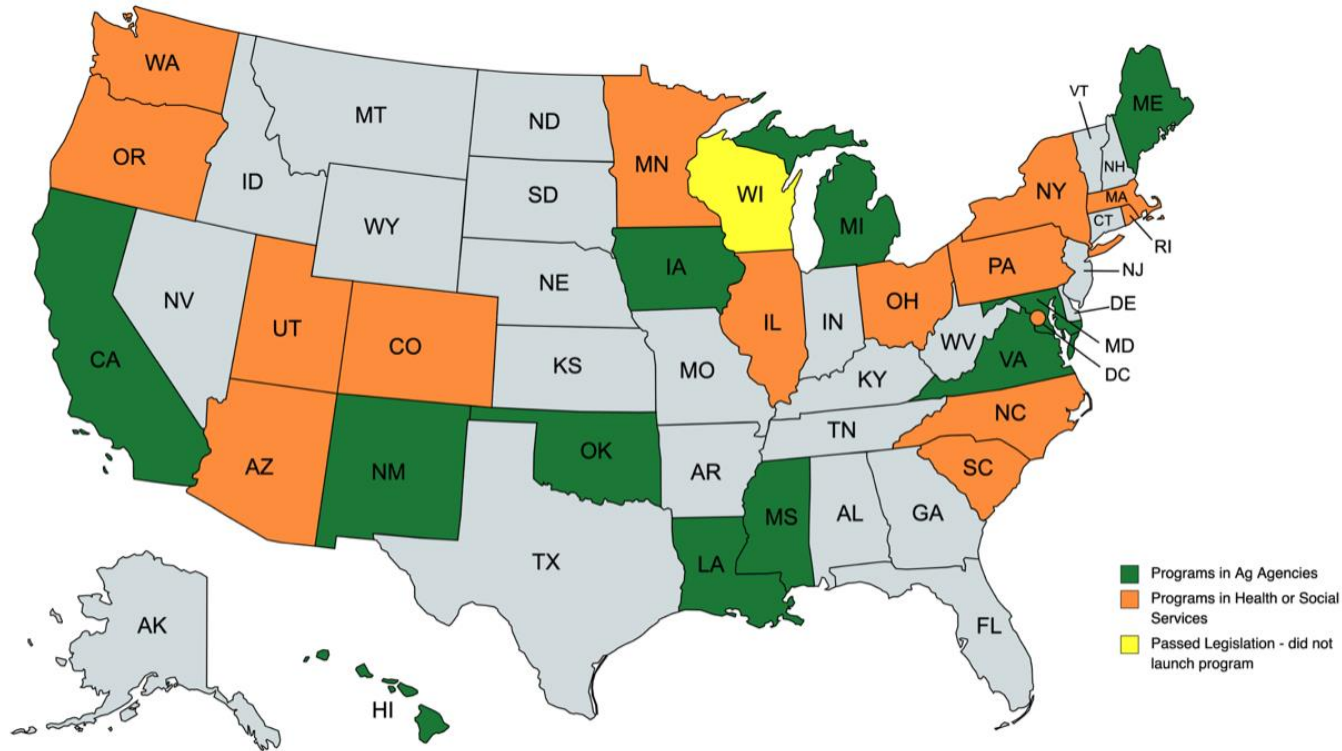 WA
OR
CA
NV
ID
MT
WY
UT
CO
AZ
NM
ND
SD
NE
KS
OK
TX
MN
IA
MO
AR
LA
WI
IL
MS
MI
IN
KY
TN
AL
OH
WV
VA
NC
SC
GA
FL
PA
NY
VT
NH
ME
MA
CT
RI
NJ
DE
MD
DC
AK
HI
Programs in Ag Agencies
Programs in Health or Social
Services
Passed Legislation - did not
launch program